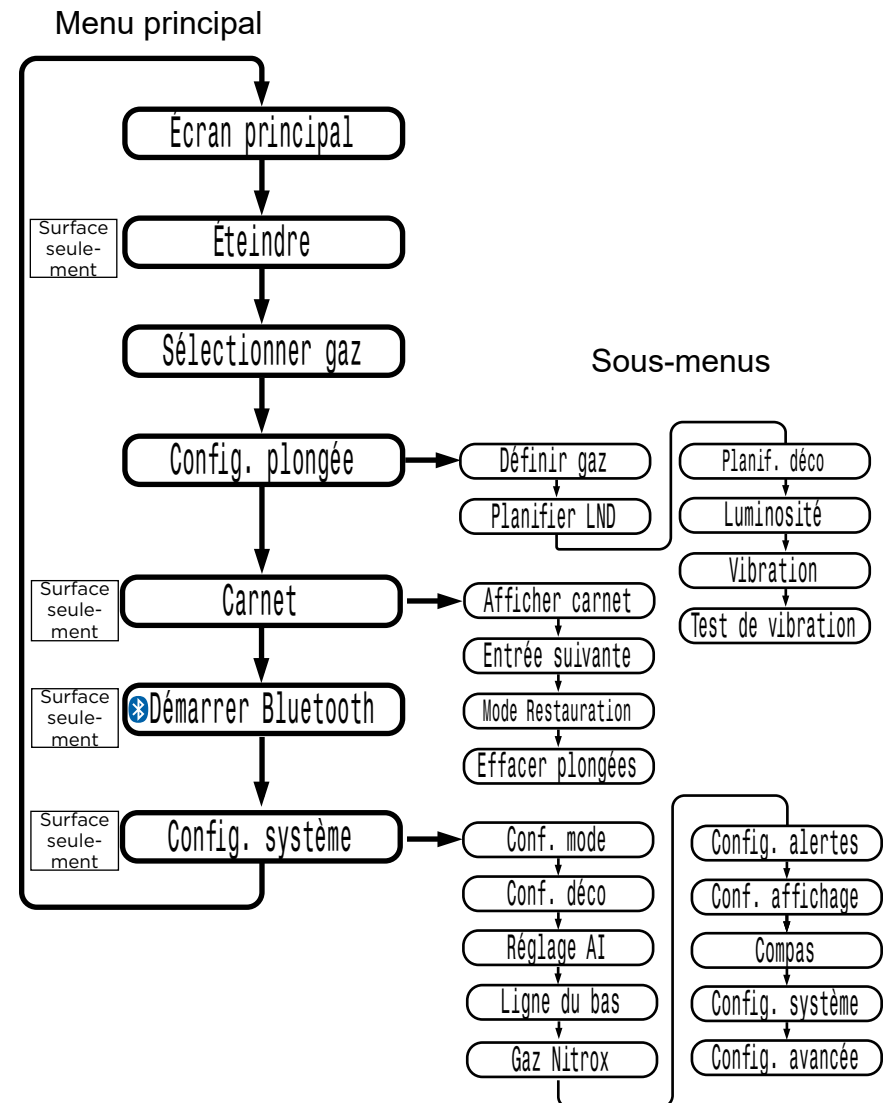 Menu principal
Écran principal
Surface
seule-
ment
Éteindre
Sélectionner gaz
Sous-menus
Config. plongée
Définir gaz
Planifier LND
Planif. déco
Luminosité
Vibration
Test de vibration
Surface
seule-
ment
Carnet
Afficher carnet
Entrée suivante
Mode Restauration
Effacer plongées
Surface
seule-
ment
Démarrer Bluetooth
Surface
seule-
ment
Config. système
Conf. mode
Conf. déco
Réglage AI
Ligne du bas
Gaz Nitrox
Config. alertes
Conf. affichage
Compas
Config. système
Config. avancée